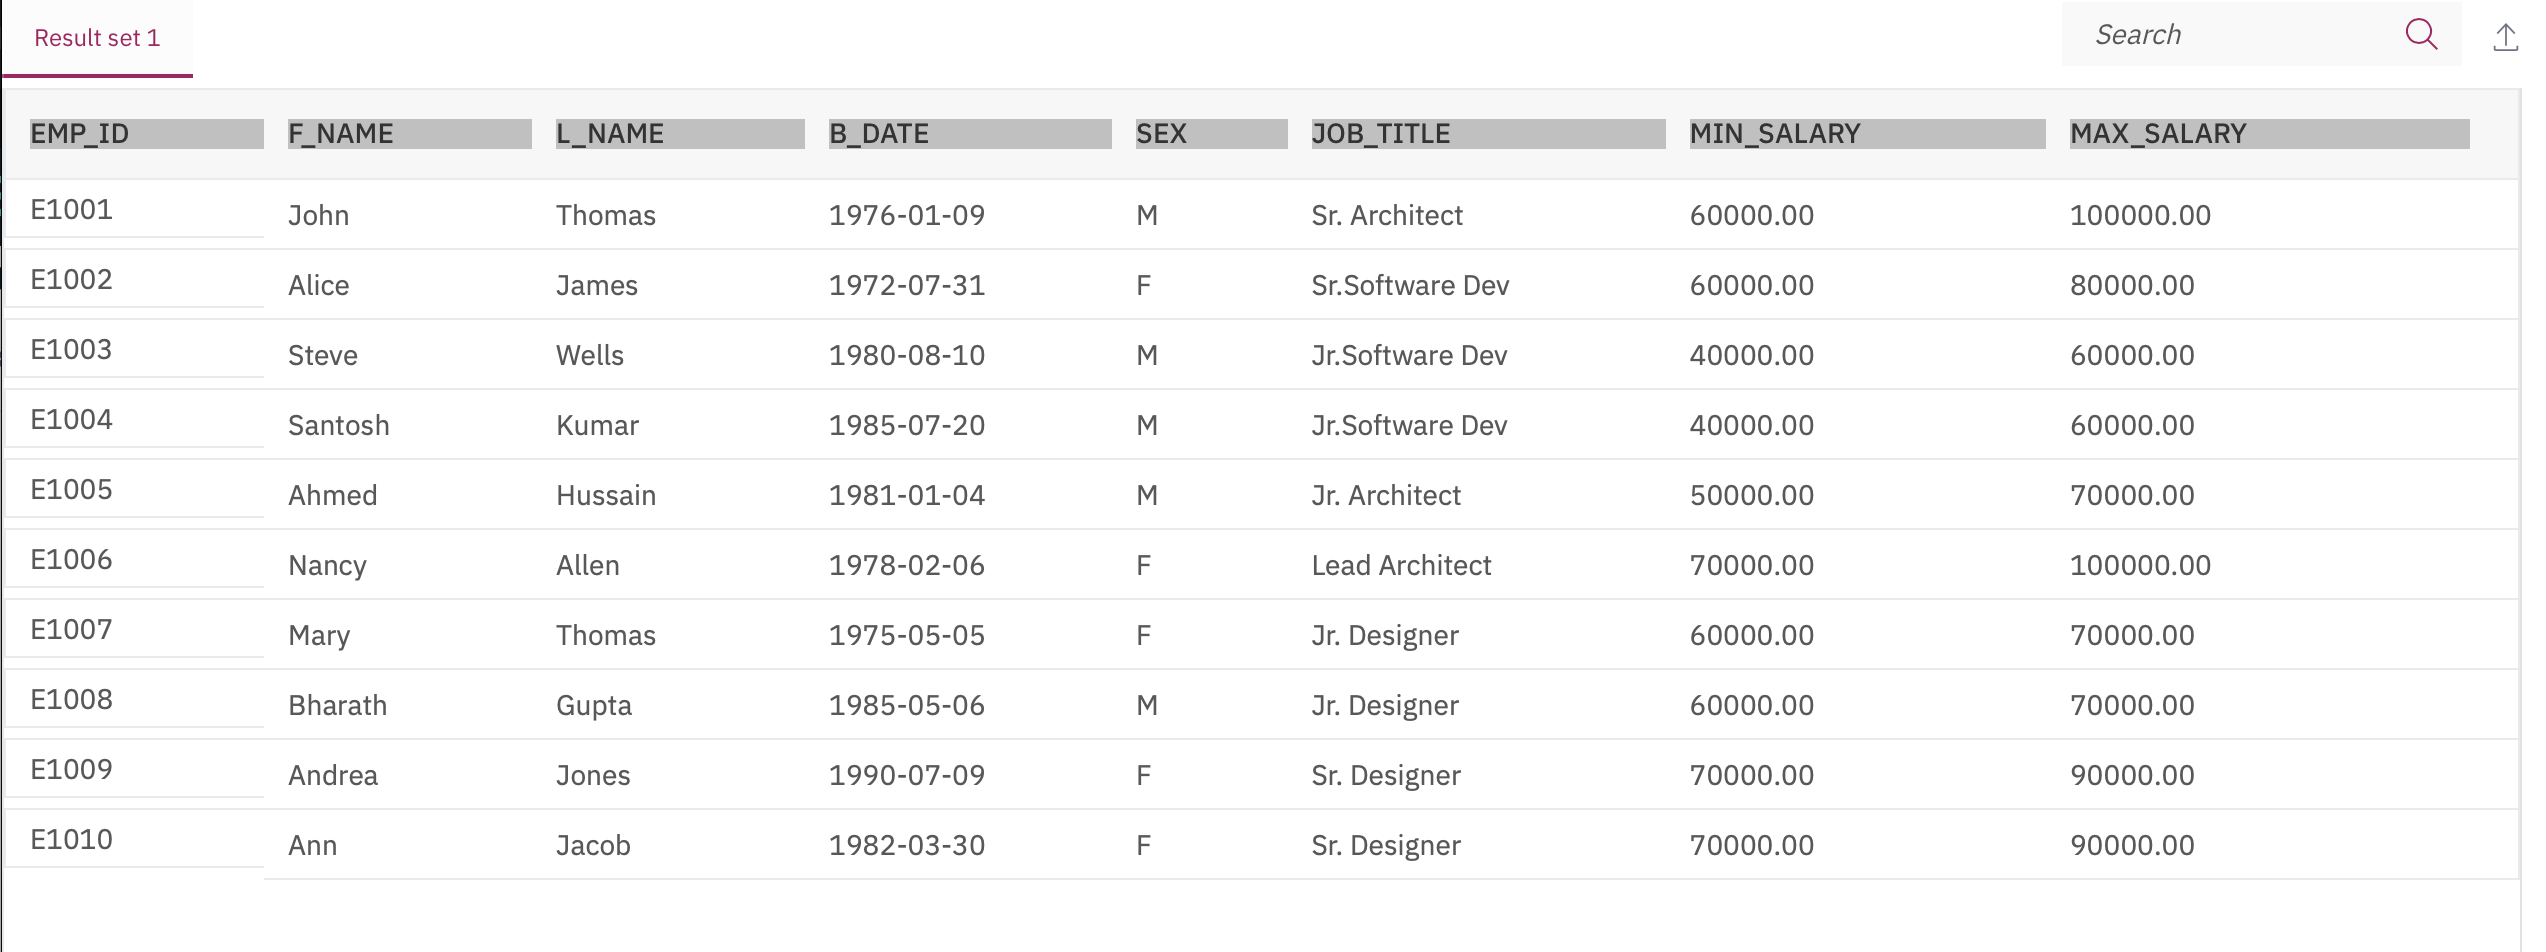 Result set 1 Search
EMP_ID F_NAME L_NAME B_DATE SEX JOB_TITLE MIN_SALARY MAX_SALARY
E1001 John Thomas 1976-01-09 M Sr. Architect 60000.00 100000.00
E1002 Alice James 1972-07-31 F Sr.Software Dev 60000.00 80000.00
E1003 Steve Wells 1980-08-10 M Jr.Software Dev 40000.00 60000.00
E1004 Santosh Kumar 1985-07-20 M Jr.Software Dev 40000.00 60000.00
E1005 Ahmed Hussain 1981-01-04 M Jr. Architect 50000.00 70000.00
E1006 Nancy Allen 1978-02-06 F Lead Architect 70000.00 100000.00
E1007 Mary Thomas 1975-05-05 F Jr. Designer 60000.00 70000.00
E1008 Bharath Gupta 1985-05-06 M Jr. Designer 60000.00 70000.00
E1009 Andrea Jones 1990-07-09 F Sr. Designer 70000.00 90000.00
E1010 Ann Jacob 1982-03-30 F Sr. Designer 70000.00 90000.00